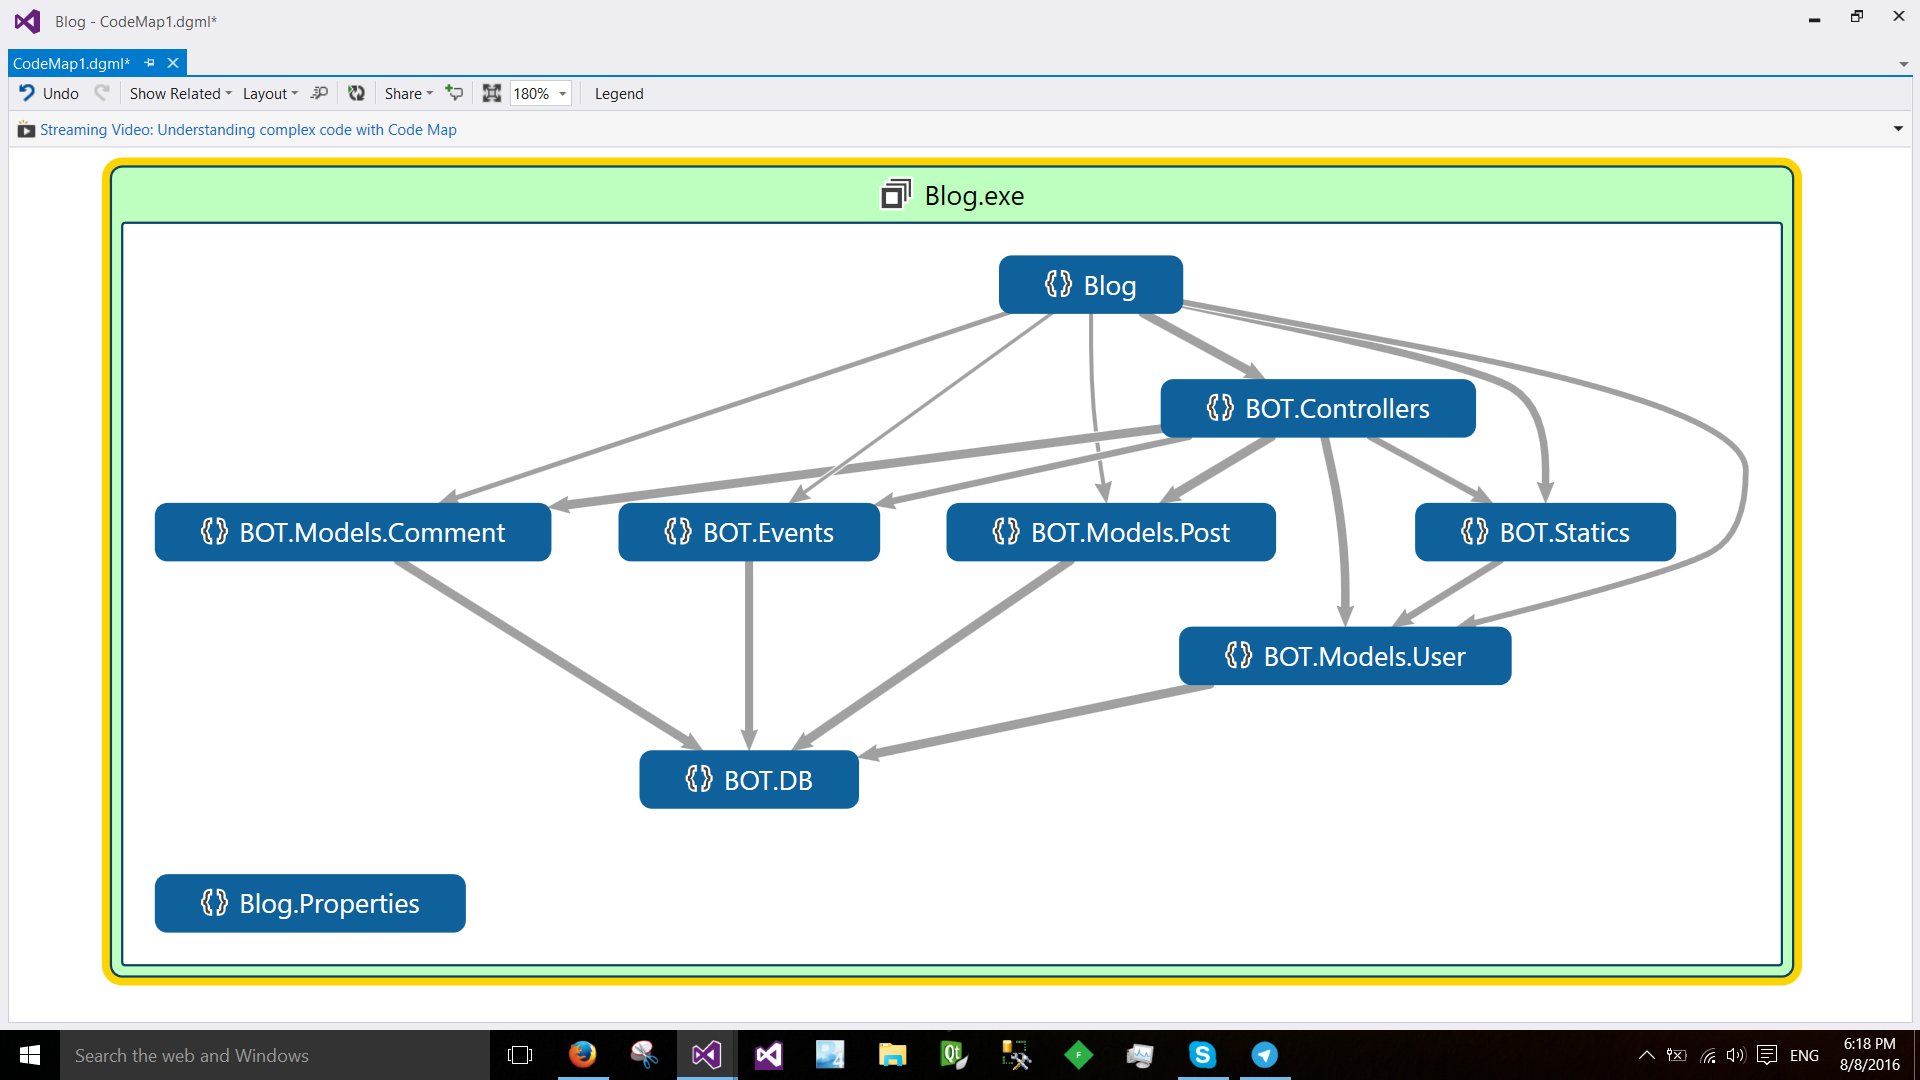 Blog - CodeMap1.dgml*
CodeMap1.dgml*
Undo Show Related Layout Share 180% Legend
Streaming Video: Understanding complex code with Code Map
Blog.exe
{} Blog
{} BOT.Controllers
{} BOT.Models.Comment {} BOT.Events {} BOT.Models.Post {} BOT.Statics
{} BOT.Models.User
{} BOT.DB
{} Blog.Properties
Search the web and Windows
Qt
F
S
ENG
6:18 PM
8/8/2016